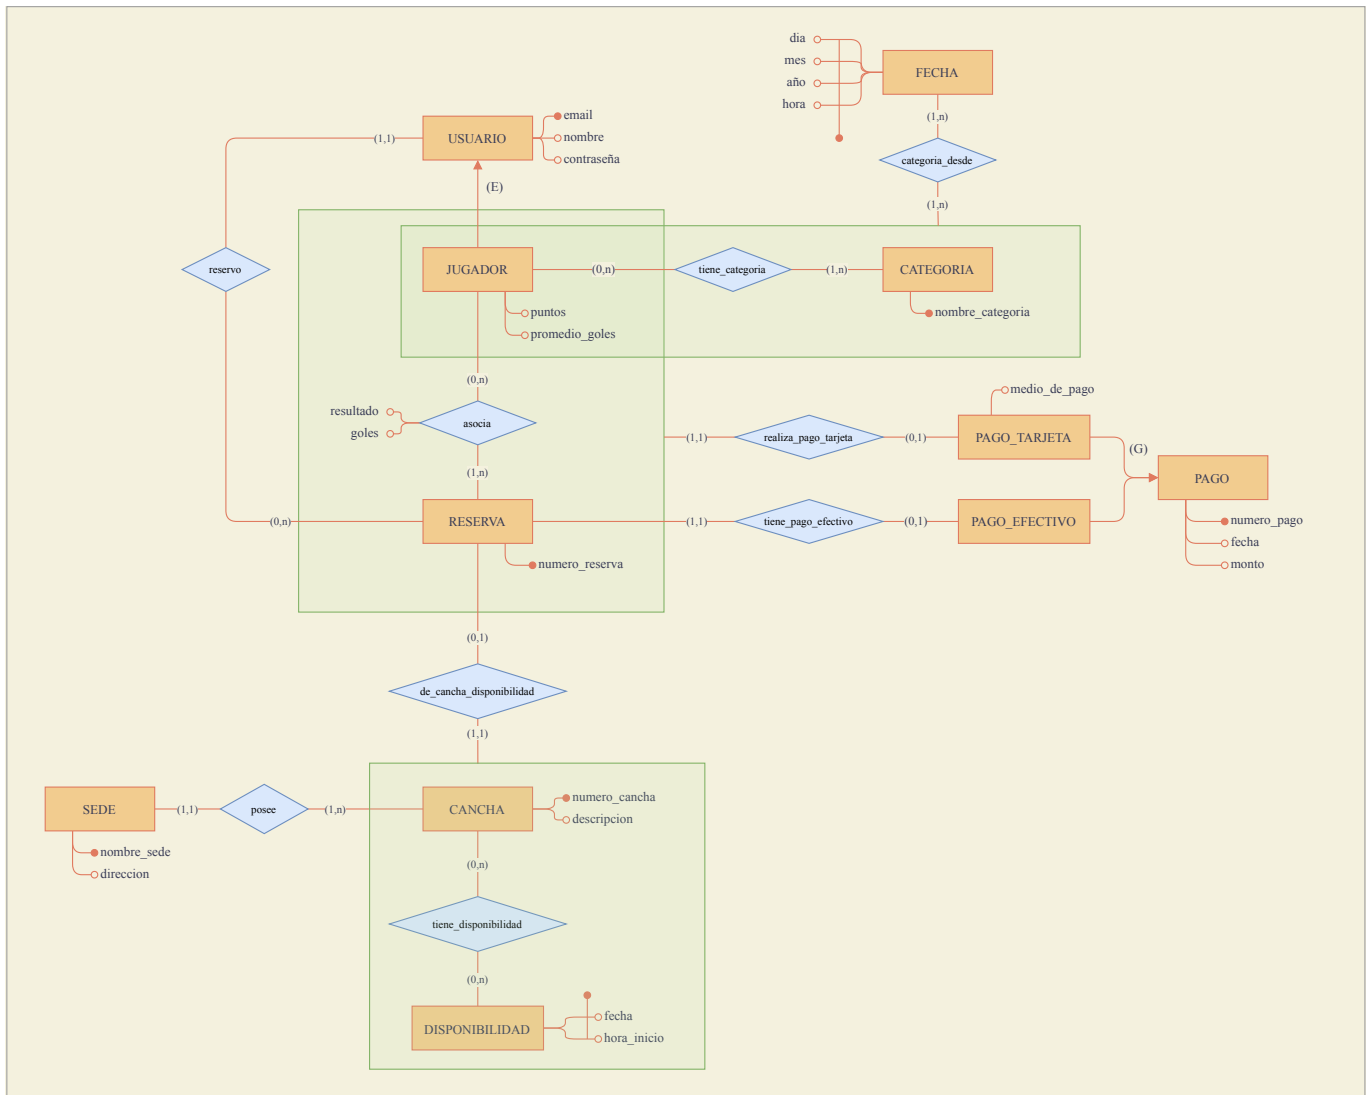 dia
mes
año
hora
FECHA
(1,n)
categoria_desde
(1,n)
(1,1)
USUARIO
email
nombre
contraseña
(E)
reservo
JUGADOR
(0,n)
tiene_categoria
(1,n)
CATEGORIA
puntos
promedio_goles
nombre_categoria
(0,n)
resultado
goles
asocia
(1,n)
medio_de_pago
(1,1)
realiza_pago_tarjeta
(0,1)
PAGO_TARJETA
(G)
PAGO
(0,n)
RESERVA
(1,1)
tiene_pago_efectivo
(0,1)
PAGO_EFECTIVO
numero_pago
fecha
monto
numero_reserva
(0,1)
de_cancha_disponibilidad
(1,1)
SEDE
(1,1)
posee
(1,n)
CANCHA
numero_cancha
descripcion
nombre_sede
direccion
(0,n)
tiene_disponibilidad
(0,n)
DISPONIBILIDAD
fecha
hora_inicio